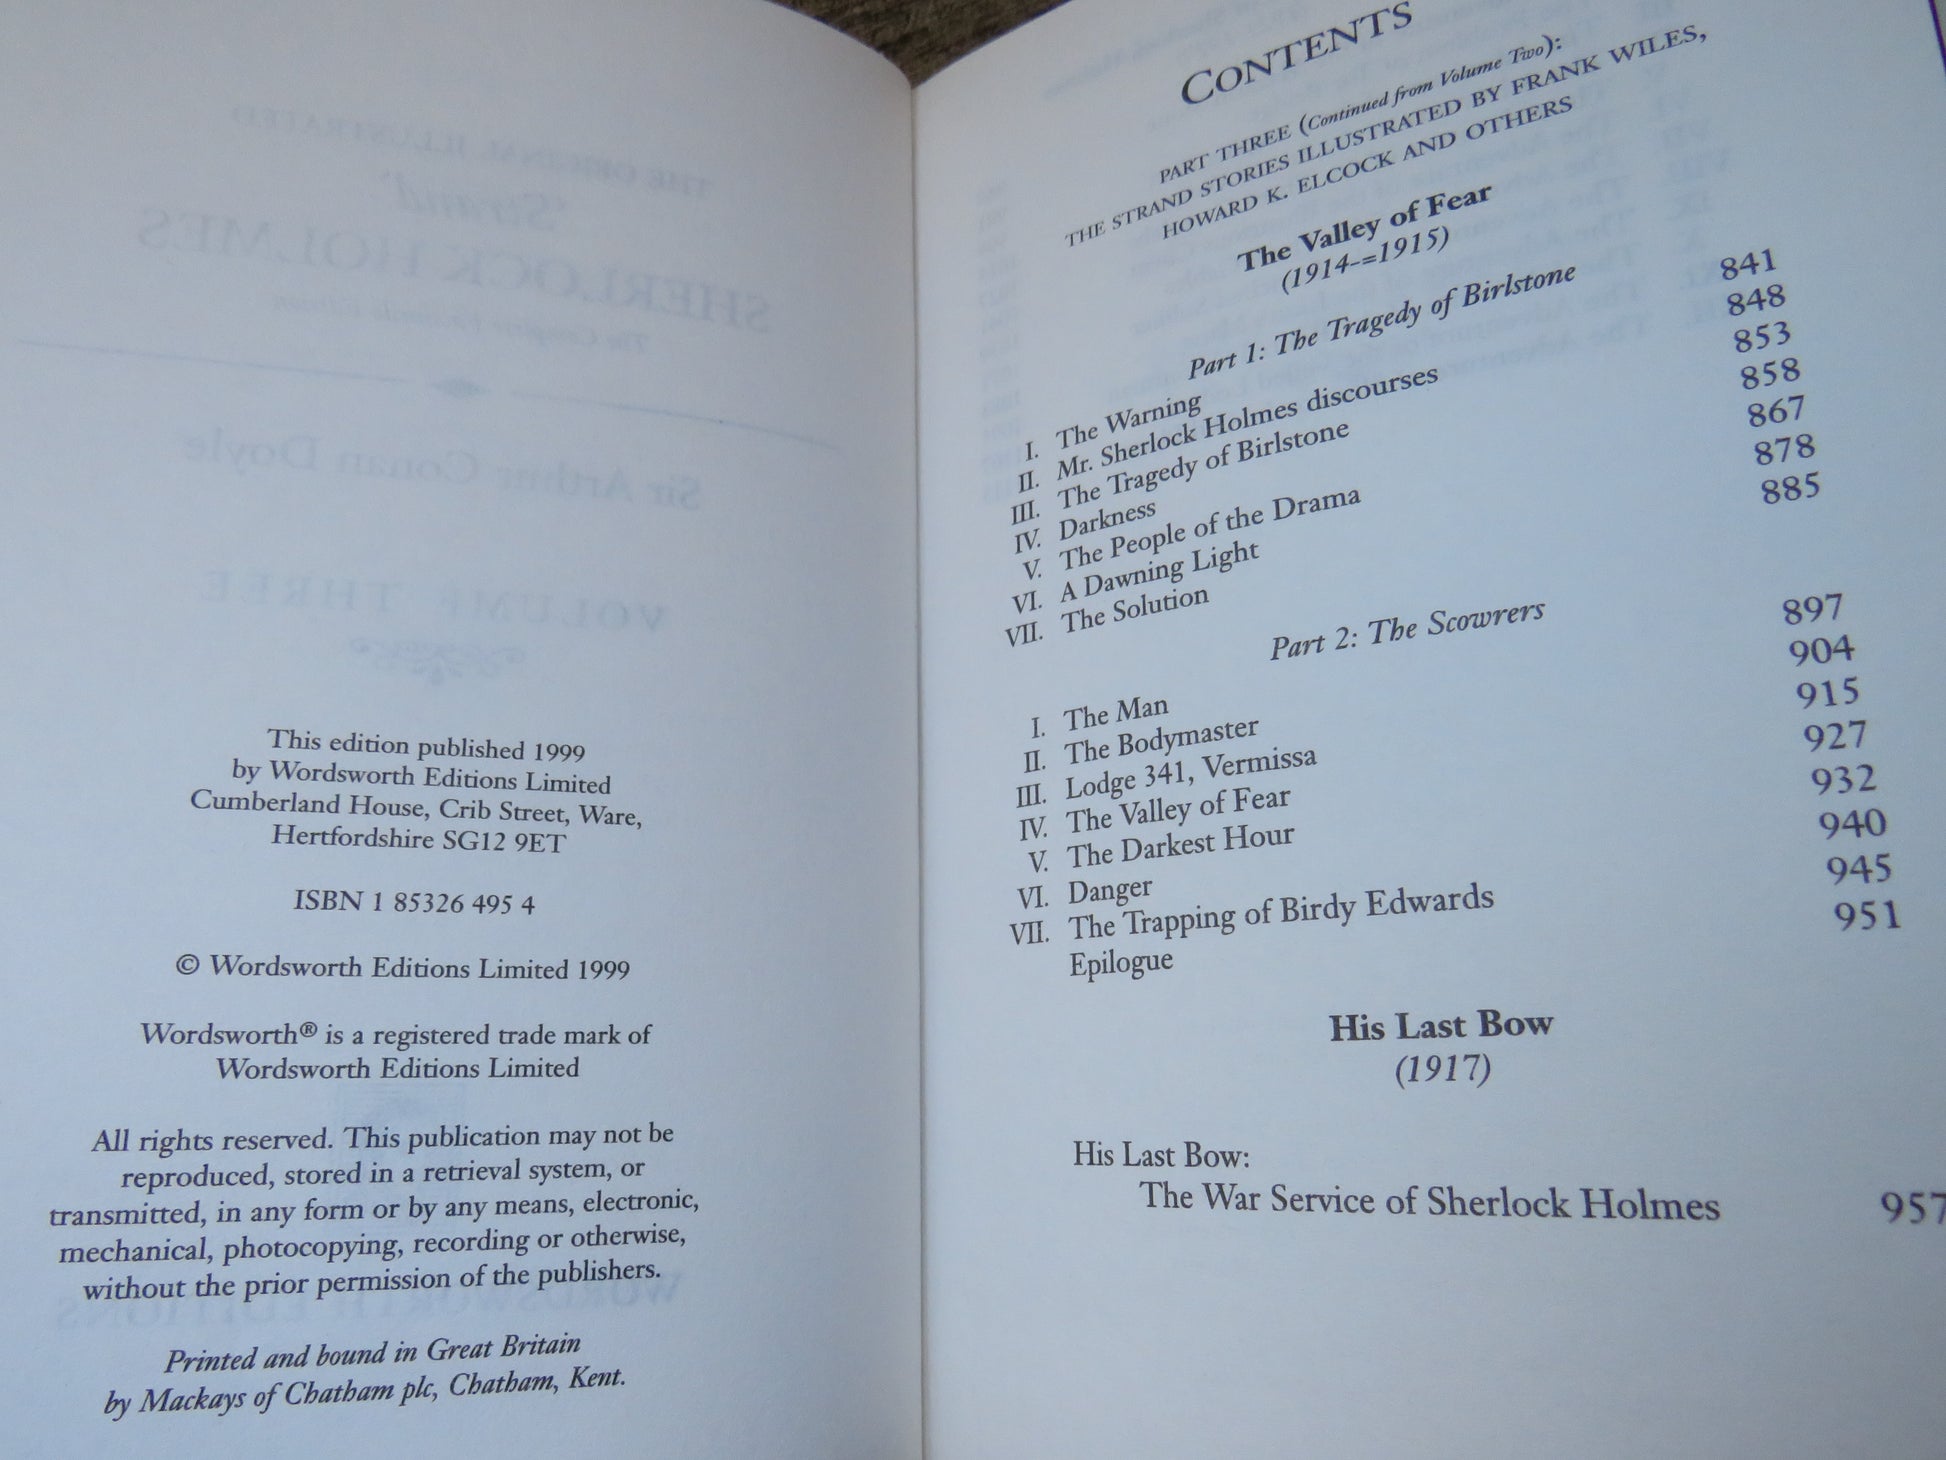 This edition published 1999
by Wordsworth Editions Limited
Cumberland House, Crib Street, Ware,
Hertfordshire SG12 9ET
ISBN 1 85326 495 4
© Wordsworth Editions Limited 1999
Wordsworth® is a registered trade mark of
Wordsworth Editions Limited
All rights reserved. This publication may not be
reproduced, stored in a retrieval system, or
transmitted, in any form or by any means, electronic,
mechanical, photocopying, recording or otherwise,
without the prior permission of the publishers.
Printed and bound in Great Britain
by Mackays of Chatham plc, Chatham, Kent.
CONTENTS
PART THREE (Continued from Volume Two):
THE STRAND STORIES ILLUSTRATED BY FRANK WILES,
HOWARD K. ELCOCK AND OTHERS
The Valley of Fear
(1914-=1915)
Part 1: The Tragedy of Birlstone
I. The Warning 841
II. Mr. Sherlock Holmes discourses 848
III. The Tragedy of Birlstone 853
IV. Darkness 858
V. The People of the Drama 867
VI. A Dawning Light 878
VII. The Solution 885
Part 2: The Scowrers
I. The Man 897
II. The Bodymaster 904
III. Lodge 341, Vermissa 915
IV. The Valley of Fear 927
V. The Darkest Hour 932
VI. Danger 940
VII. The Trapping of Birdy Edwards 945
Epilogue 951
His Last Bow
(1917)
His Last Bow:
The War Service of Sherlock Holmes 957